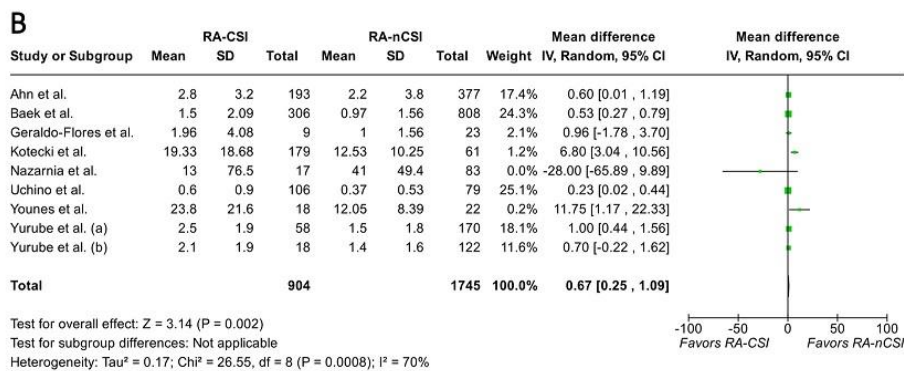 B
RA-CSI RA-nCSI Mean difference Mean difference
Study or Subgroup Mean SD Total Mean SD Total Weight IV, Random, 95% CI IV, Random, 95% CI
Ahn et al. 2.8 3.2 193 2.2 3.8 377 17.4% 0.60 [0.01 , 1.19]
Baek et al. 1.5 2.09 306 0.97 1.56 808 24.3% 0.53 [0.27 , 0.79]
Geraldo-Flores et al. 1.96 4.08 9 1 1.56 23 2.1% 0.96 [-1.78 , 3.70]
Kotecki et al. 19.33 18.68 179 12.53 10.25 61 1.2% 6.80 [3.04 , 10.56]
Nazarnia et al. 13 76.5 17 41 49.4 83 0.0% -28.00 [-65.89 , 9.89]
Uchino et al. 0.6 0.9 106 0.37 0.53 79 25.1% 0.23 [0.02 , 0.44]
Younes et al. 23.8 21.6 18 12.05 8.39 22 0.2% 11.75 [1.17 , 22.33]
Yurube et al. (a) 2.5 1.9 58 1.5 1.8 170 18.1% 1.00 [0.44 , 1.56]
Yurube et al. (b) 2.1 1.9 18 1.4 1.6 122 11.6% 0.70 [-0.22 , 1.62]
Total 904 1745 100.0% 0.67 [0.25 , 1.09]
Test for overall effect: Z = 3.14 (P = 0.002)
Test for subgroup differences: Not applicable
Heterogeneity: Tau² = 0.17; Chi² = 26.55, df = 8 (P = 0.0008); I² = 70%
-100 -50 0 50 100
Favors RA-CSI Favors RA-nCSI